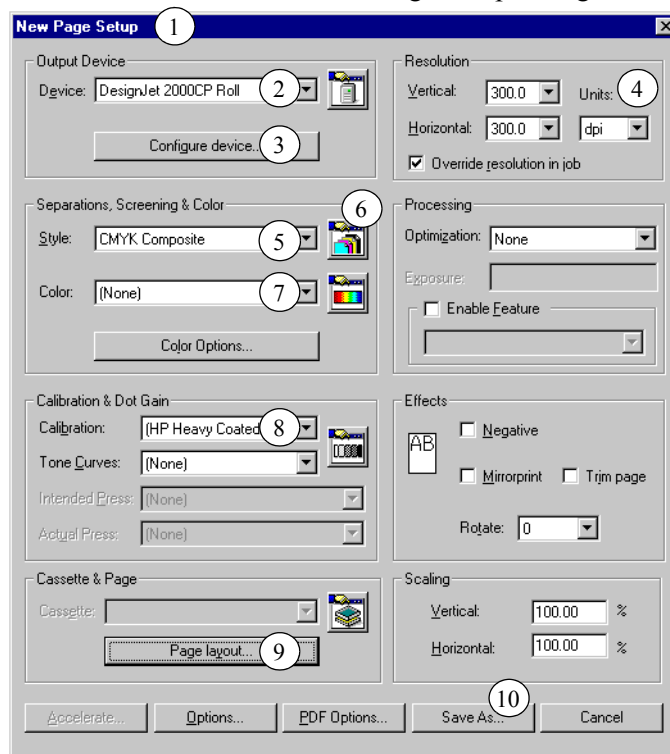 New Page Setup 1
Output Device
Device: DesignJet 2000CP Roll 2
Configure device... 3
Resolution
Vertical: 300.0 Units: 4
Horizontal: 300.0 dpi
Override resolution in job
Separations, Screening & Color 6
Style: CMYK Composite 5
Color: (None) 7
Color Options...
Processing
Optimization: None
Exposure:
Enable Feature
Calibration & Dot Gain
Calibration: (HP Heavy Coated 8
Tone Curves: (None)
Intended Press: (None)
Actual Press: (None)
Effects
AB Negative
Mirrorprint Trim page
Rotate: 0
Cassette & Page
Cassette:
Page layout... 9
Scaling
Vertical: 100.00 %
Horizontal: 100.00 %
10
Accelerate... Options... PDF Options... Save As... Cancel